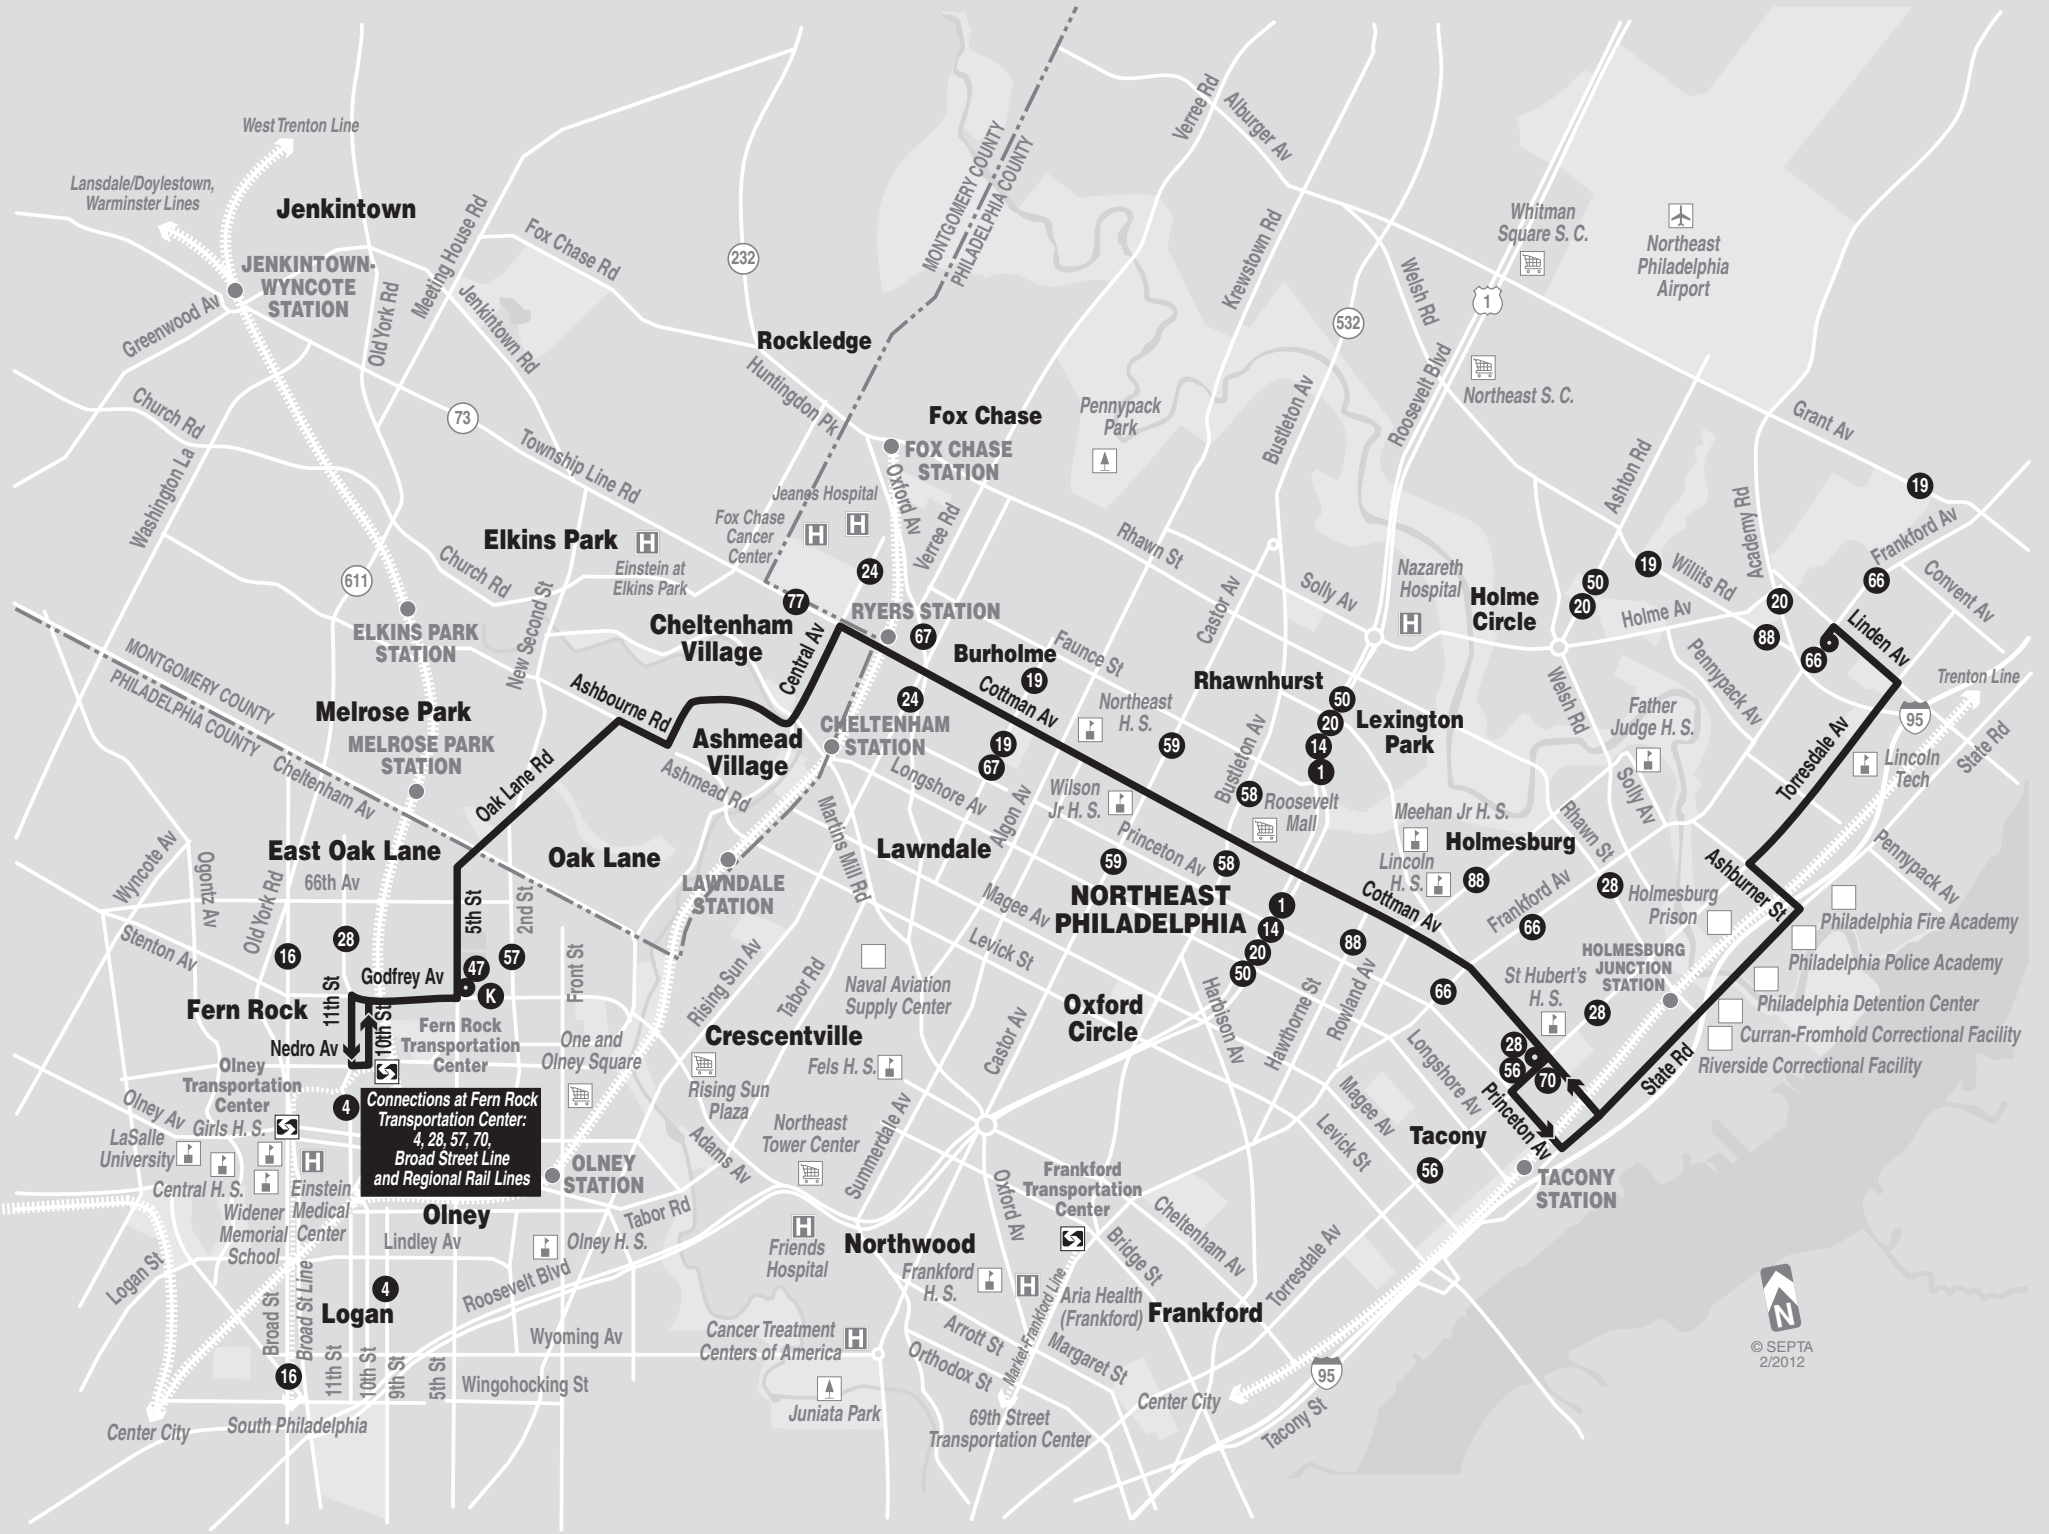 West Trenton Line
Lansdale/Doylestown,
Warminster Lines
Jenkintown
JENKINTOWN-
WYNCOTE
STATION
Greenwood Av
Old York Rd
Meeting House Rd
Fox Chase Rd
Jenkintown Rd
232
Rockledge
Huntingdon Pk
MONTGOMERY COUNTY
PHILADELPHIA COUNTY
Verree Rd
Alburger Av
Krewstown Rd
Whitman
Square S. C.
Northeast
Philadelphia
Airport
Welsh Rd
1
532
Roosevelt Blvd
Northeast S. C.
Bustleton Av
Grant Av
Church Rd
73
Township Line Rd
Washington La
Fox Chase
FOX CHASE
STATION
Pennypack
Park
Oxford Av
Verree Rd
Jeanes Hospital
Fox Chase
Cancer
Center
Elkins Park
Einstein at
Elkins Park
Church Rd
611
New Second St
24
77
Rhawn St
Castor Av
Solly Av
Nazareth
Hospital
Holme
Circle
50
20
19
Ashton Rd
Willits Rd
Academy Rd
19
Frankford Av
66
Convent Av
Holme Av
20
88
66
Linden Av
Trenton Line
95
State Rd
ELKINS PARK
STATION
MONTGOMERY COUNTY
PHILADELPHIA COUNTY
Cheltenham
Village
RYERS STATION
67
Central Av
Burholme
19
Faunce St
Cottman Av
24
Northeast
H. S.
Rhawnhurst
50
20
14
1
Lexington
Park
Welsh Rd
Pennypack Av
Father
Judge H. S.
Solly Av
Torresdale Av
Lincoln
Tech
Melrose Park
MELROSE PARK
STATION
Cheltenham Av
Ashbourne Rd
Ashmead
Village
Ashmead Rd
CHELTENHAM
STATION
19
67
59
Longshore Av
Algon Av
Wilson
Jr H. S.
Bustleton Av
58
Roosevelt
Mall
Meehan Jr H. S.
Holmesburg
Rhawn St
Oak Lane Rd
Martins Mill Rd
Lawndale
Princeton Av
59
58
Lincoln
H. S.
88
28
Ashburner St
Pennypack Av
Wyncote Av
Ogontz Av
East Oak Lane
66th Av
Old York Rd
Oak Lane
LAWNDALE
STATION
Magee Av
NORTHEAST
PHILADELPHIA
1
14
20
50
Cottman Av
Frankford Av
66
Holmesburg
Prison
Philadelphia Fire Academy
Philadelphia Police Academy
Philadelphia Detention Center
Curran-Fromhold Correctional Facility
Riverside Correctional Facility
Stenton Av
16
28
5th St
2nd St
57
47
K
Godfrey Av
Front St
Rising Sun Av
Tabor Rd
Naval Aviation
Supply Center
Levick St
Castor Av
Oxford
Circle
Harbison Av
Hawthorne St
88
Rowland Av
66
HOLMESBURG
JUNCTION
STATION
St Hubert's
H. S.
28
Fern Rock
11th St
Nedro Av
10th St
Fern Rock
Transportation
Center
One and
Olney Square
Crescentville
Rising Sun
Plaza
Fels H. S.
Longshore Av
28
56
70
State Rd
Princeton Av
Olney
Transportation
Center
Olney Av
Girls H. S.
4
Connections at Fern Rock
Transportation Center:
4, 28, 57, 70,
Broad Street Line
and Regional Rail Lines
LaSalle
University
Central H. S.
Widener
Memorial
School
Einstein
Medical
Center
OLNEY
STATION
Olney
Lindley Av
Tabor Rd
Olney H. S.
Adams Av
Northeast
Tower Center
Summerdale Av
Magee Av
Levick St
Tacony
56
TACONY
STATION
Frankford
Transportation
Center
Oxford Av
Cheltenham Av
Bridge St
Torresdale Av
Friends
Hospital
Northwood
Frankford
H. S.
Market-Frankford Line
Aria Health
(Frankford)
Frankford
Logan St
4
Logan
Broad St
Broad St Line
Roosevelt Blvd
Wyoming Av
Cancer Treatment
Centers of America
Arrott St
Orthodox St
Margaret St
N
© SEPTA
2/2012
16
11th St
10th St
9th St
5th St
Wingohocking St
Juniata Park
95
Center City
Tacony St
Center City
South Philadelphia
69th Street
Transportation Center